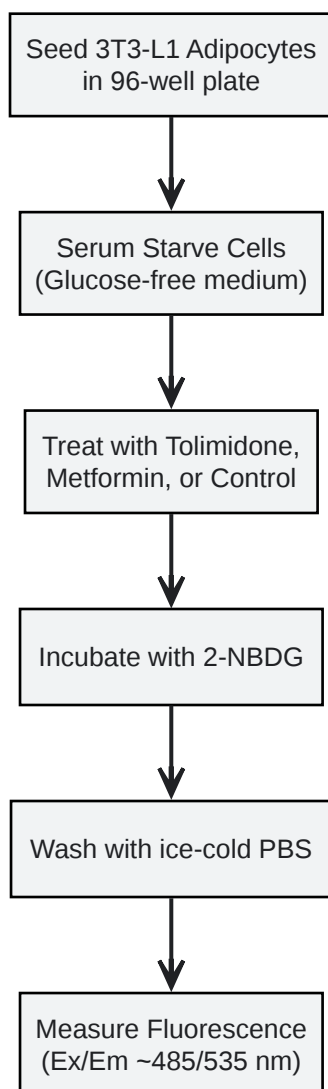 Seed 3T3-L1 Adipocytes
in 96-well plate
Serum Starve Cells
(Glucose-free medium)
Treat with Tolimidone,
Metformin, or Control
Incubate with 2-NBDG
Wash with ice-cold PBS
Measure Fluorescence
(Ex/Em ~485/535 nm)